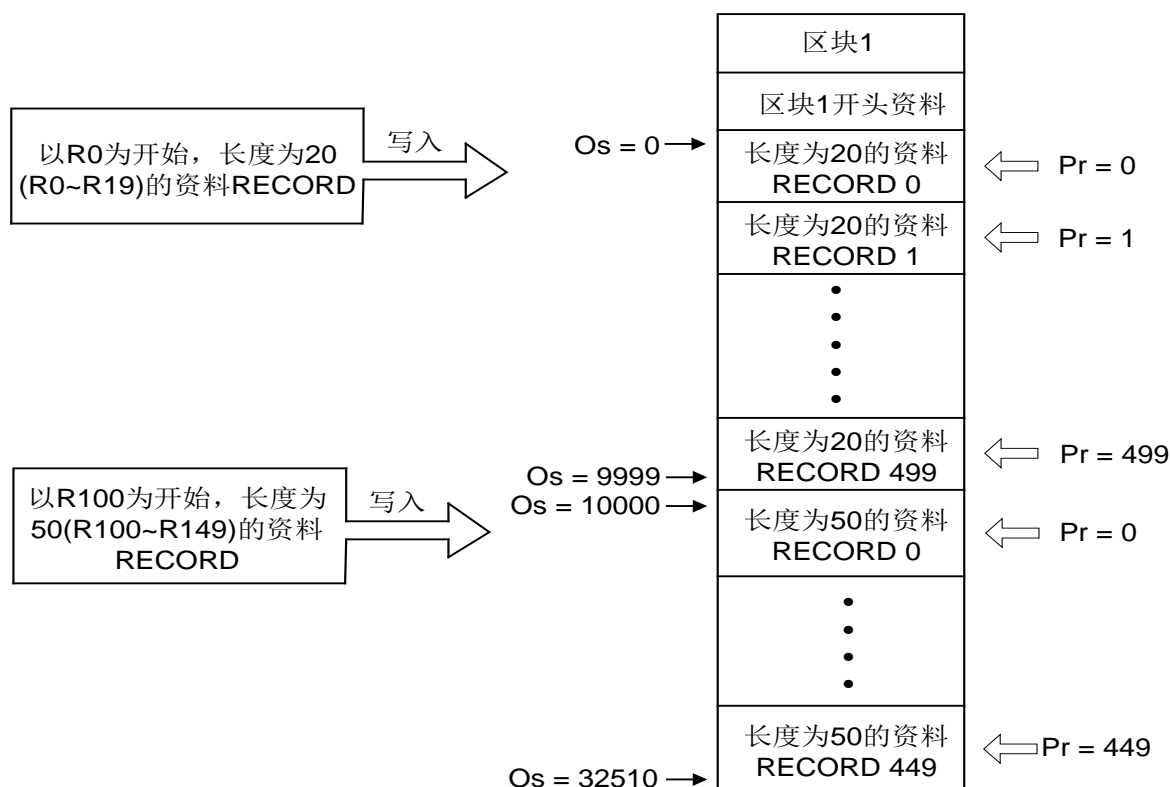 区块1
区块1开头资料
以R0为开始，长度为20
(R0~R19)的资料RECORD
写入
Os = 0
长度为20的资料
RECORD 0
Pr = 0
长度为20的资料
RECORD 1
Pr = 1
长度为20的资料
RECORD 499
Pr = 499
Os = 9999
以R100为开始，长度为
50(R100~R149)的资料
RECORD
写入
Os = 10000
长度为50的资料
RECORD 0
Pr = 0
长度为50的资料
RECORD 449
Pr = 449
Os = 32510